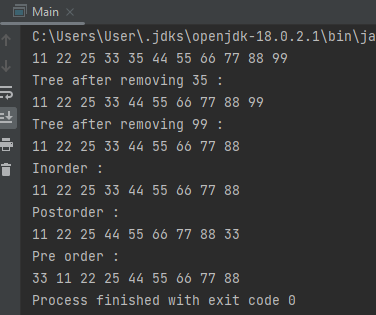 Main
C:\Users\User\.jdks\openjdk-18.0.2.1\bin\ja
11 22 25 33 35 44 55 66 77 88 99
Tree after removing 35 :
11 22 25 33 44 55 66 77 88 99
Tree after removing 99 :
11 22 25 33 44 55 66 77 88
Inorder :
11 22 25 33 44 55 66 77 88
Postorder :
11 22 25 44 55 66 77 88 33
Pre order :
33 11 22 25 44 55 66 77 88
Process finished with exit code 0